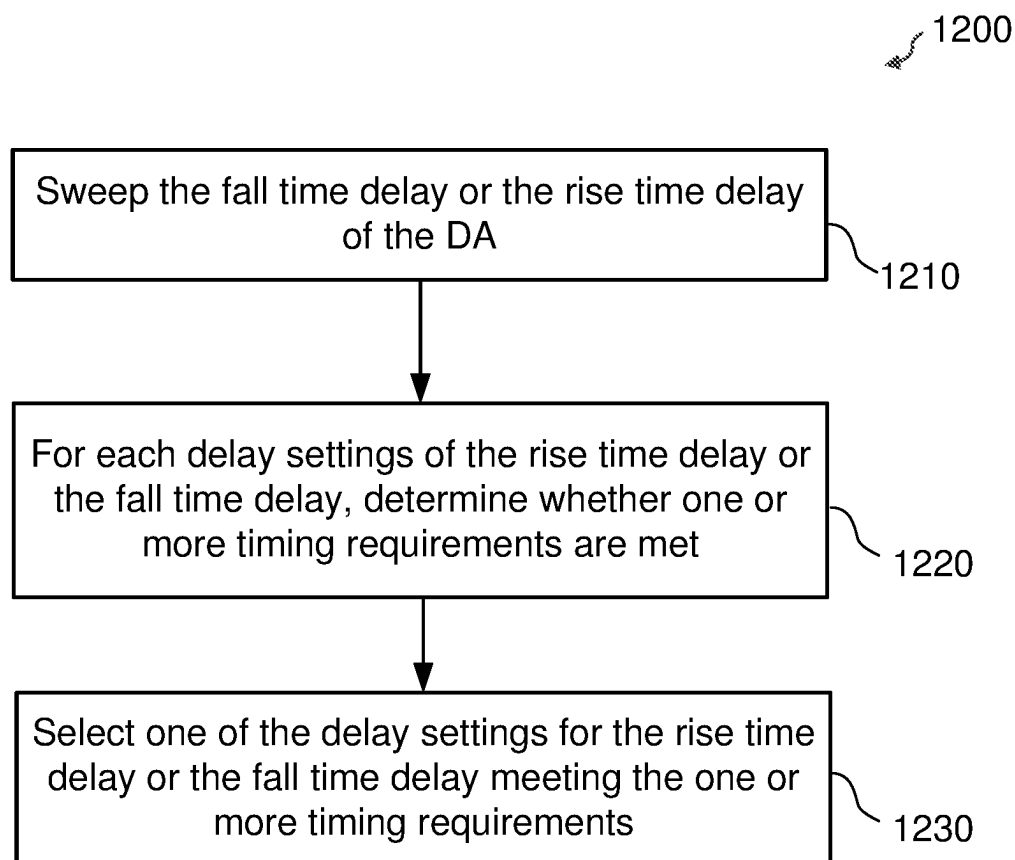 1200
Sweep the fall time delay or the rise time delay
of the DA
1210
For each delay settings of the rise time delay or
the fall time delay, determine whether one or
more timing requirements are met
1220
Select one of the delay settings for the rise time
delay or the fall time delay meeting the one or
more timing requirements
1230